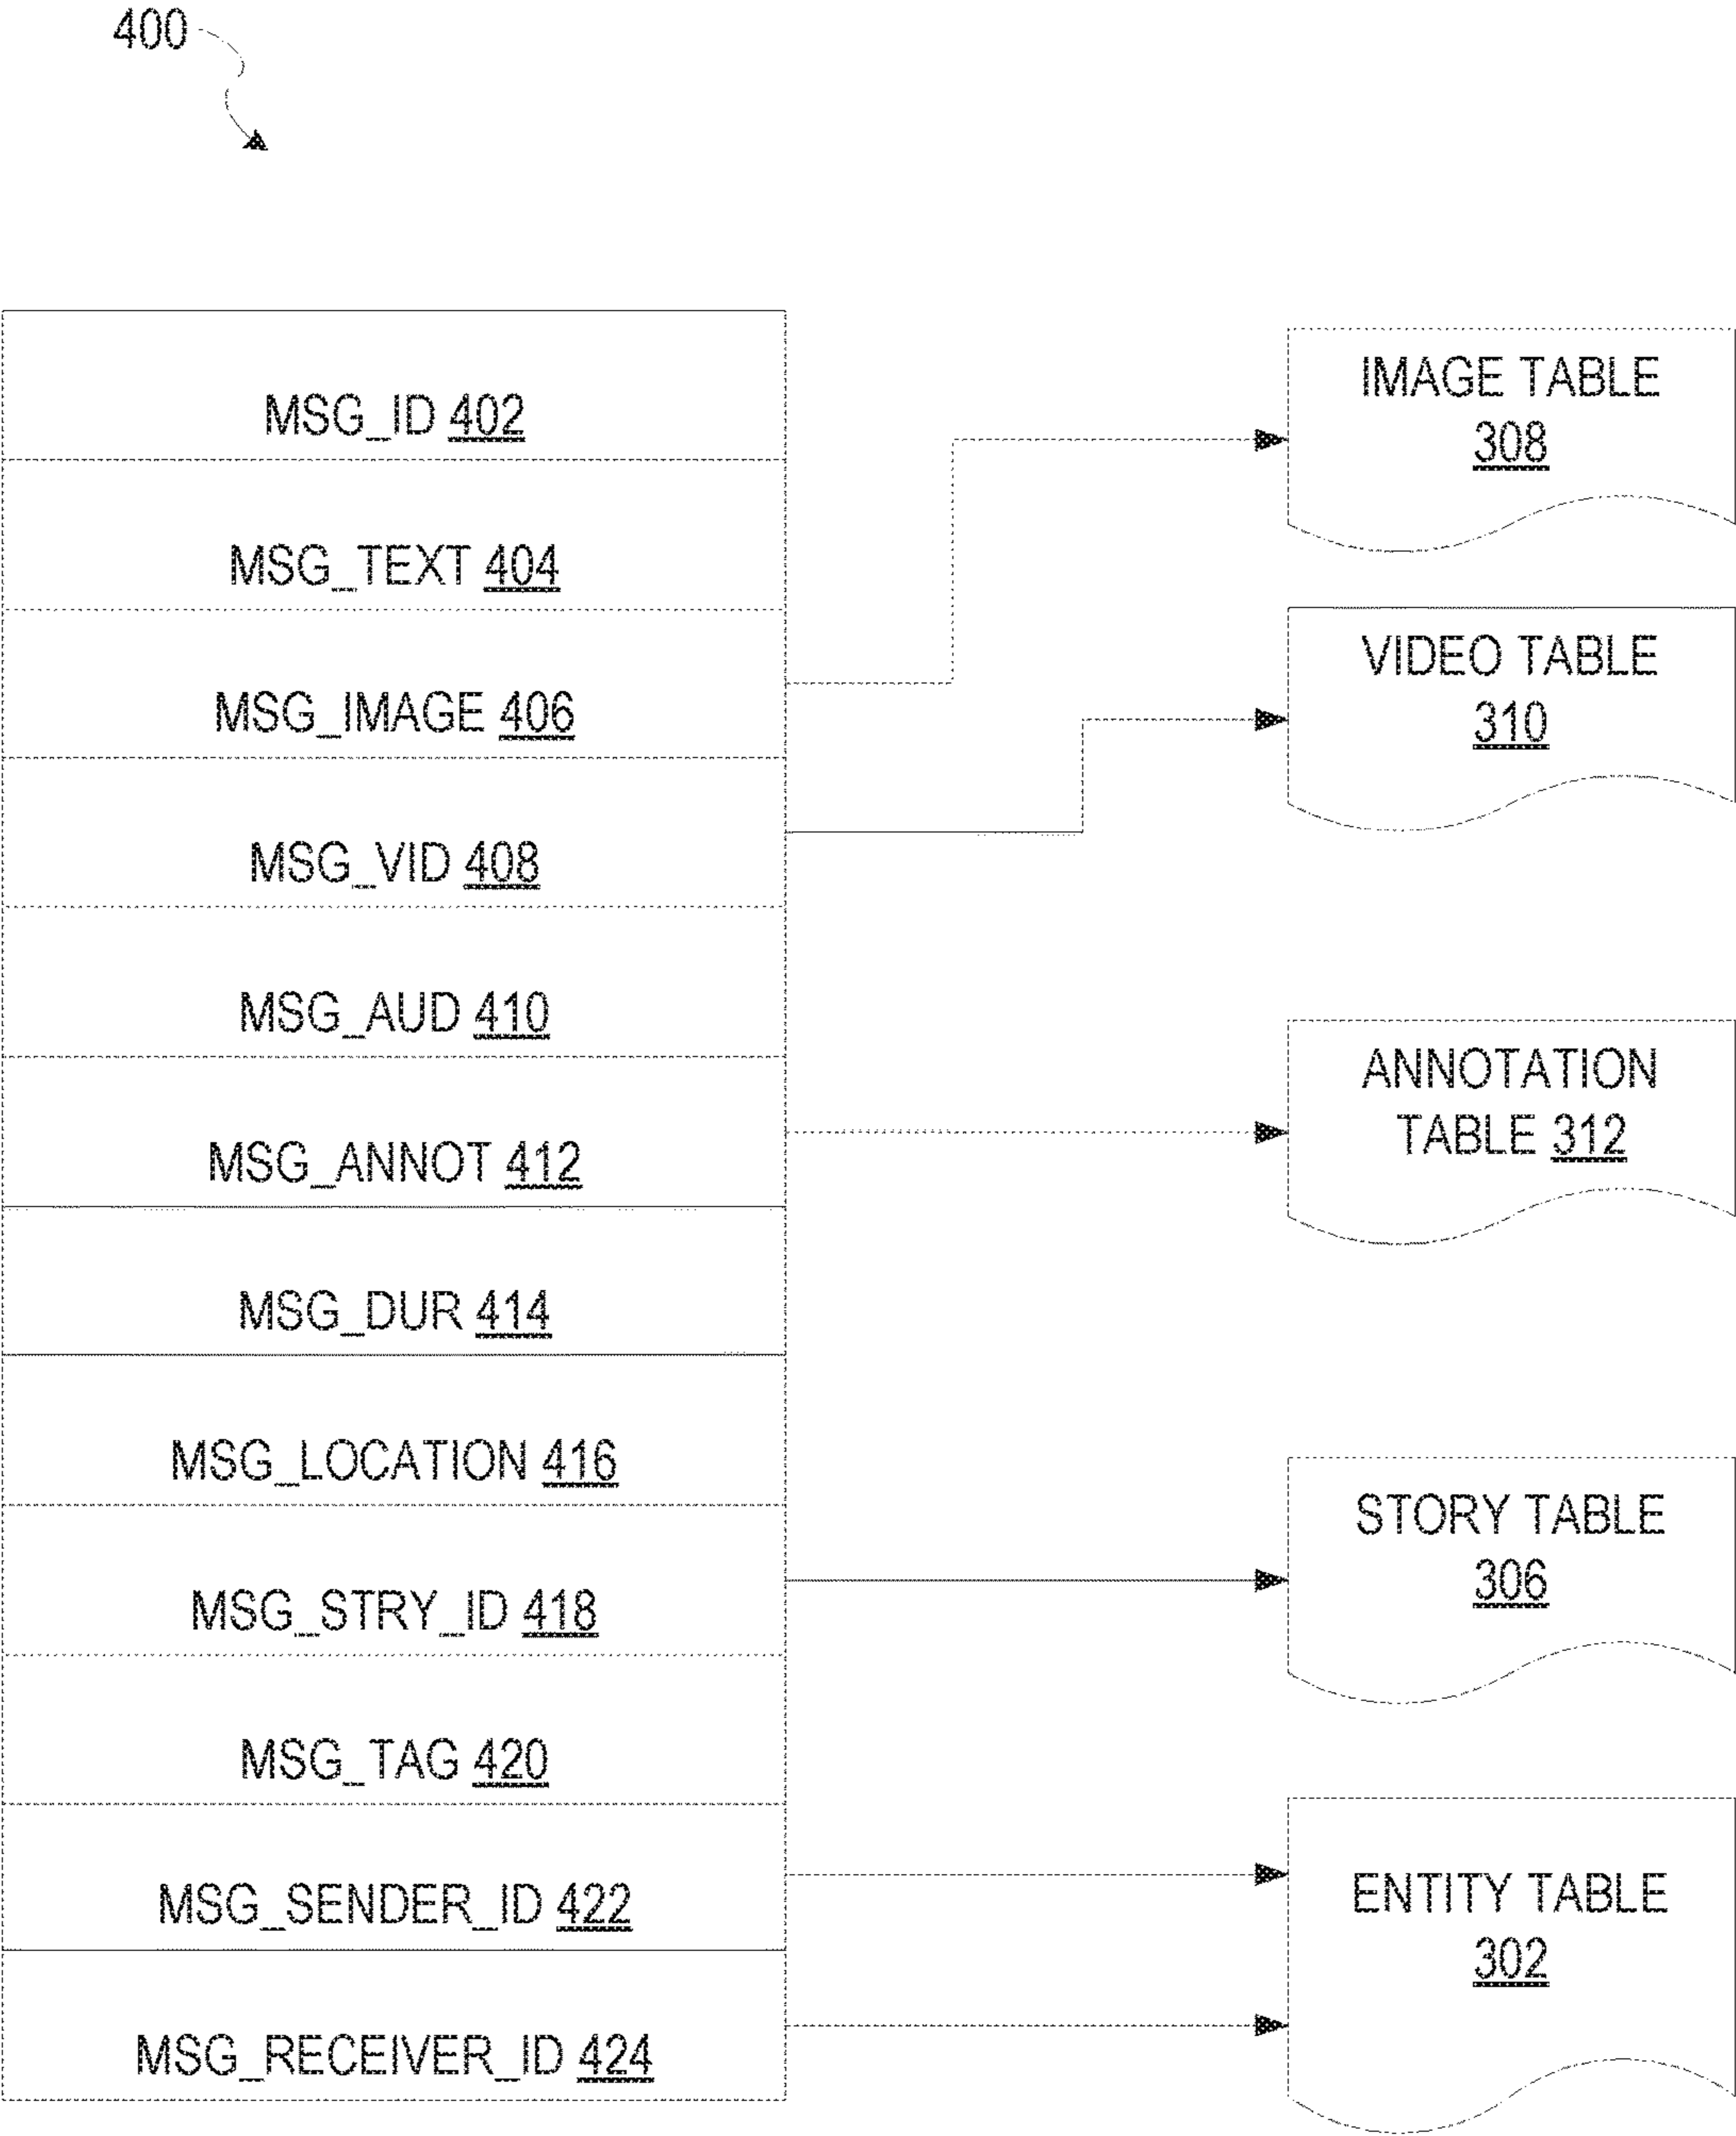 400
MSG_ID 402
MSG_TEXT 404
MSG_IMAGE 406
MSG_VID 408
MSG_AUD 410
MSG_ANNOT 412
MSG_DUR 414
MSG_LOCATION 416
MSG_STRY_ID 418
MSG_TAG 420
MSG_SENDER_ID 422
MSG_RECEIVER_ID 424
IMAGE TABLE
308
VIDEO TABLE
310
ANNOTATION
TABLE 312
STORY TABLE
306
ENTITY TABLE
302